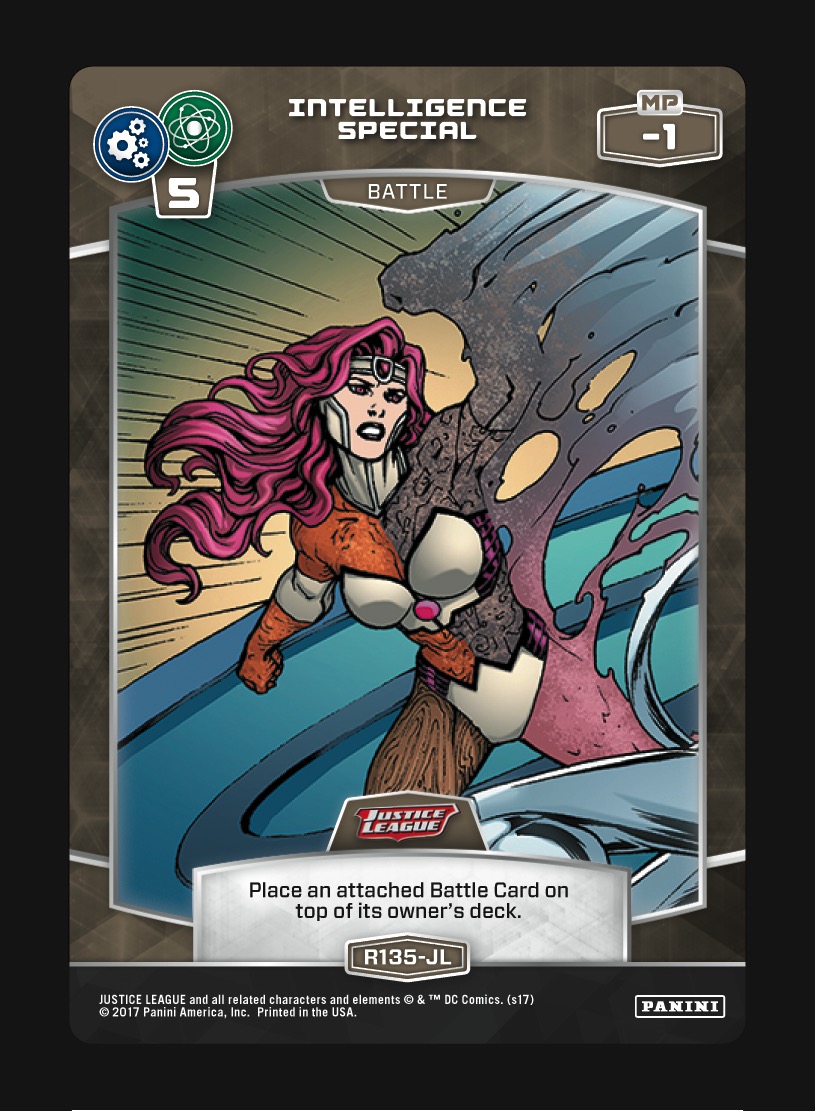 INTELLIGENCE
SPECIAL
MP
-1
5
BATTLE
JUSTICE
LEAGUE
Place an attached Battle Card on
top of its owner's deck.
R135-JL
JUSTICE LEAGUE and all related characters and elements © & ™ DC Comics. (s17)
© 2017 Panini America, Inc. Printed in the USA.
PANINI